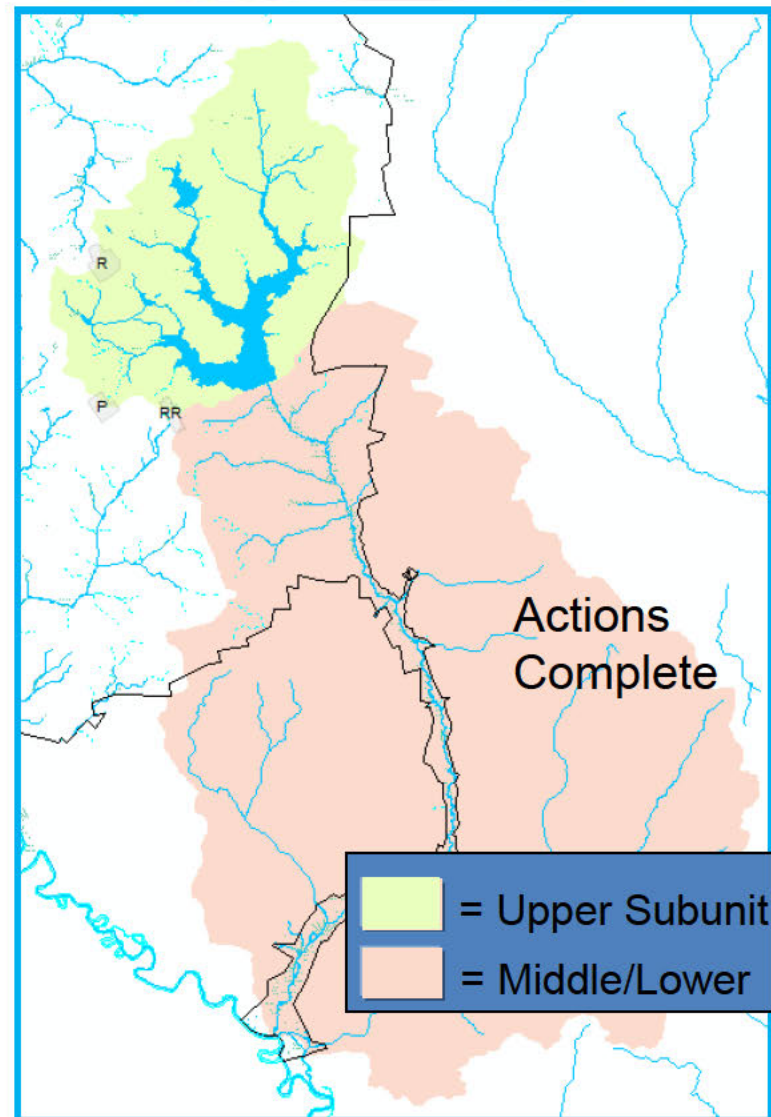 R
P
RR
Actions
Complete
= Upper Subunit
= Middle/Lower